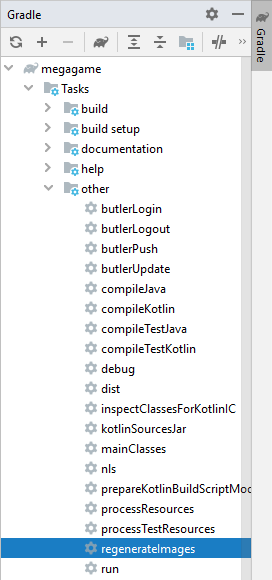 Gradle
Gradle
megagame
Tasks
build
build setup
documentation
help
other
butlerLogin
butlerLogout
butlerPush
butlerUpdate
compileJava
compileKotlin
compileTestJava
compileTestKotlin
debug
dist
inspectClassesForKotlinIC
kotlinSourcesJar
mainClasses
nls
prepareKotlinBuildScriptMod
processResources
processTestResources
regenerateImages
run